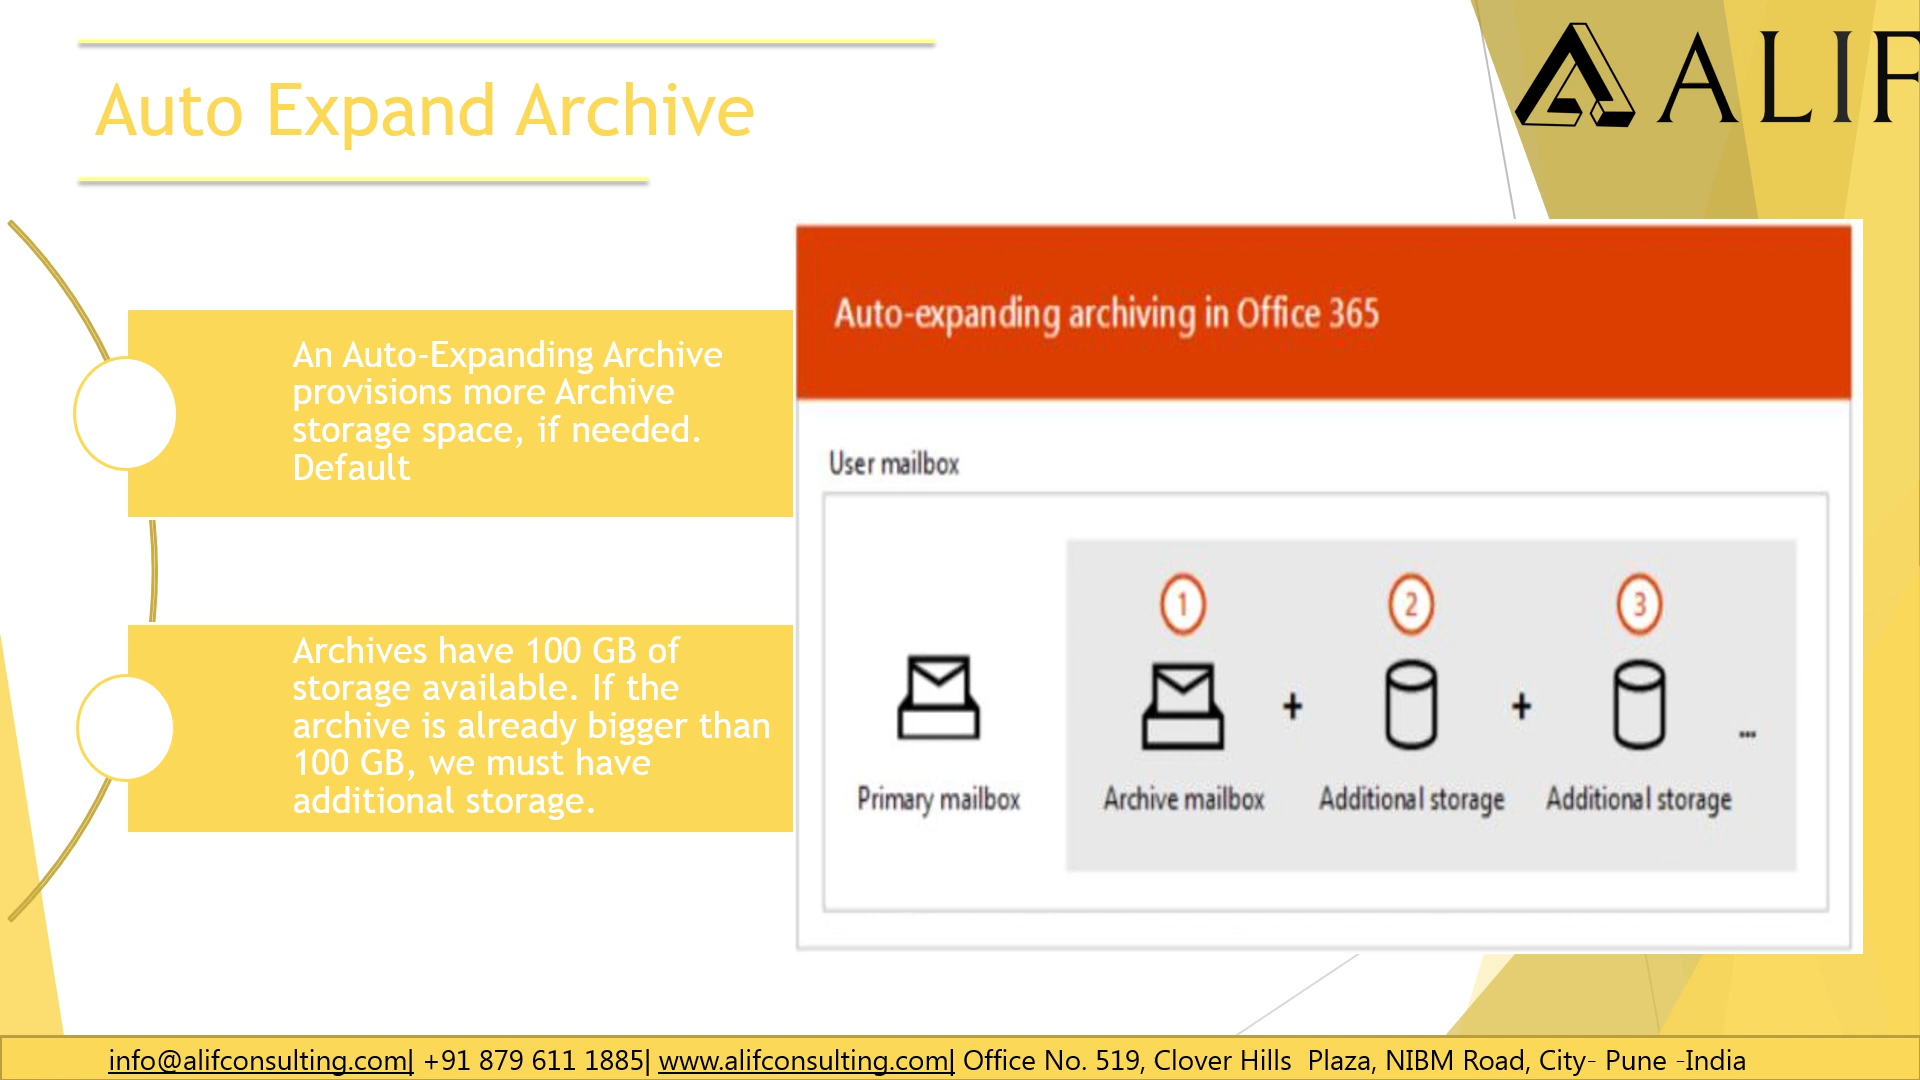 ALIF
Auto Expand Archive
An Auto-Expanding Archive
provisions more Archive
storage space, if needed.
Default
Archives have 100 GB of
storage available. If the
archive is already bigger than
100 GB, we must have
additional storage.
Auto-expanding archiving in Office 365
User mailbox
1 2 3
+ + ...
Primary mailbox Archive mailbox Additional storage Additional storage
info@alifconsulting.com| +91 879 611 1885| www.alifconsulting.com| Office No. 519, Clover Hills  Plaza, NIBM Road, City- Pune -India